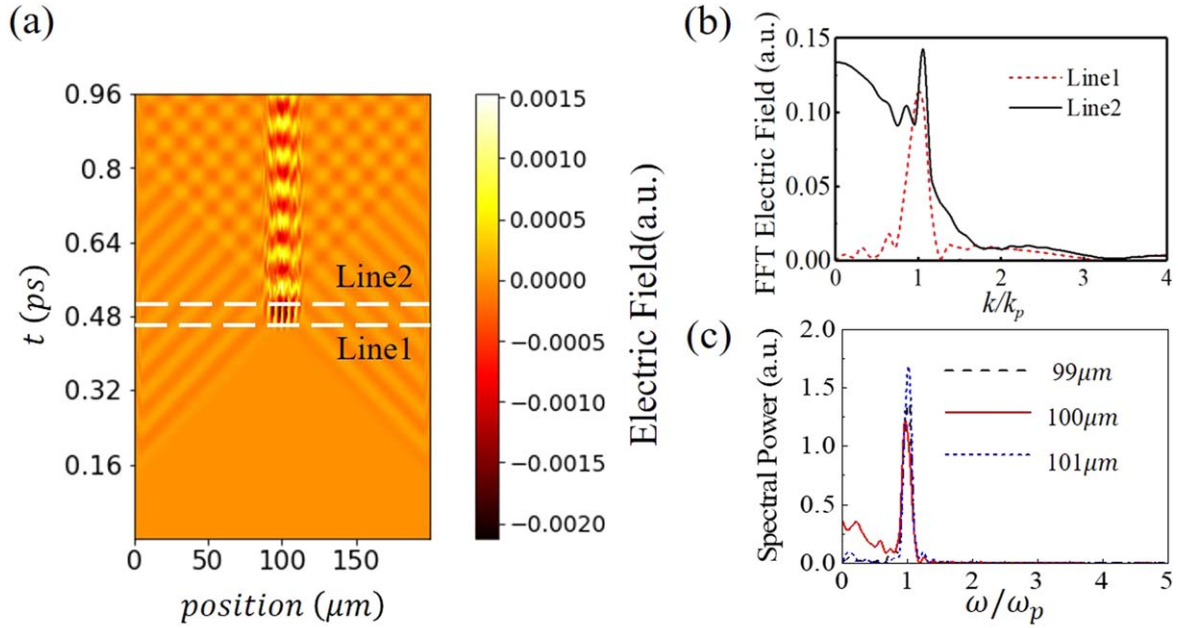 (a)
0.96
0.8
0.64
0.48
0.32
0.16
t (ps)
Line2
Line1
0
50
100
150
position (μm)
0.0015
0.0010
0.0005
0.0000
−0.0005
−0.0010
−0.0015
−0.0020
Electric Field(a.u.)
(b)
FFT Electric Field (a.u.)
0.15
0.10
0.05
0.00
Line1
Line2
0
1
2
3
4
k/kp
(c)
Spectral Power (a.u.)
2.0
1.5
1.0
0.5
0.0
99μm
100μm
101μm
0
1
2
3
4
5
ω/ωp